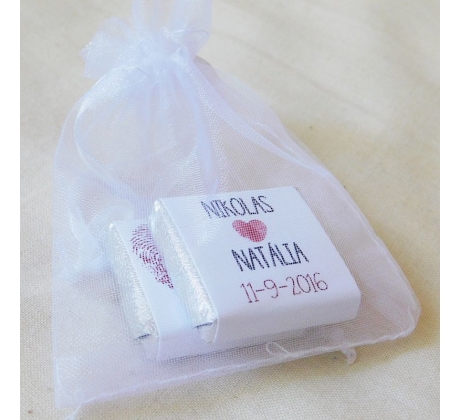 NIKOLAS
NATÁLIA
11-9-2016